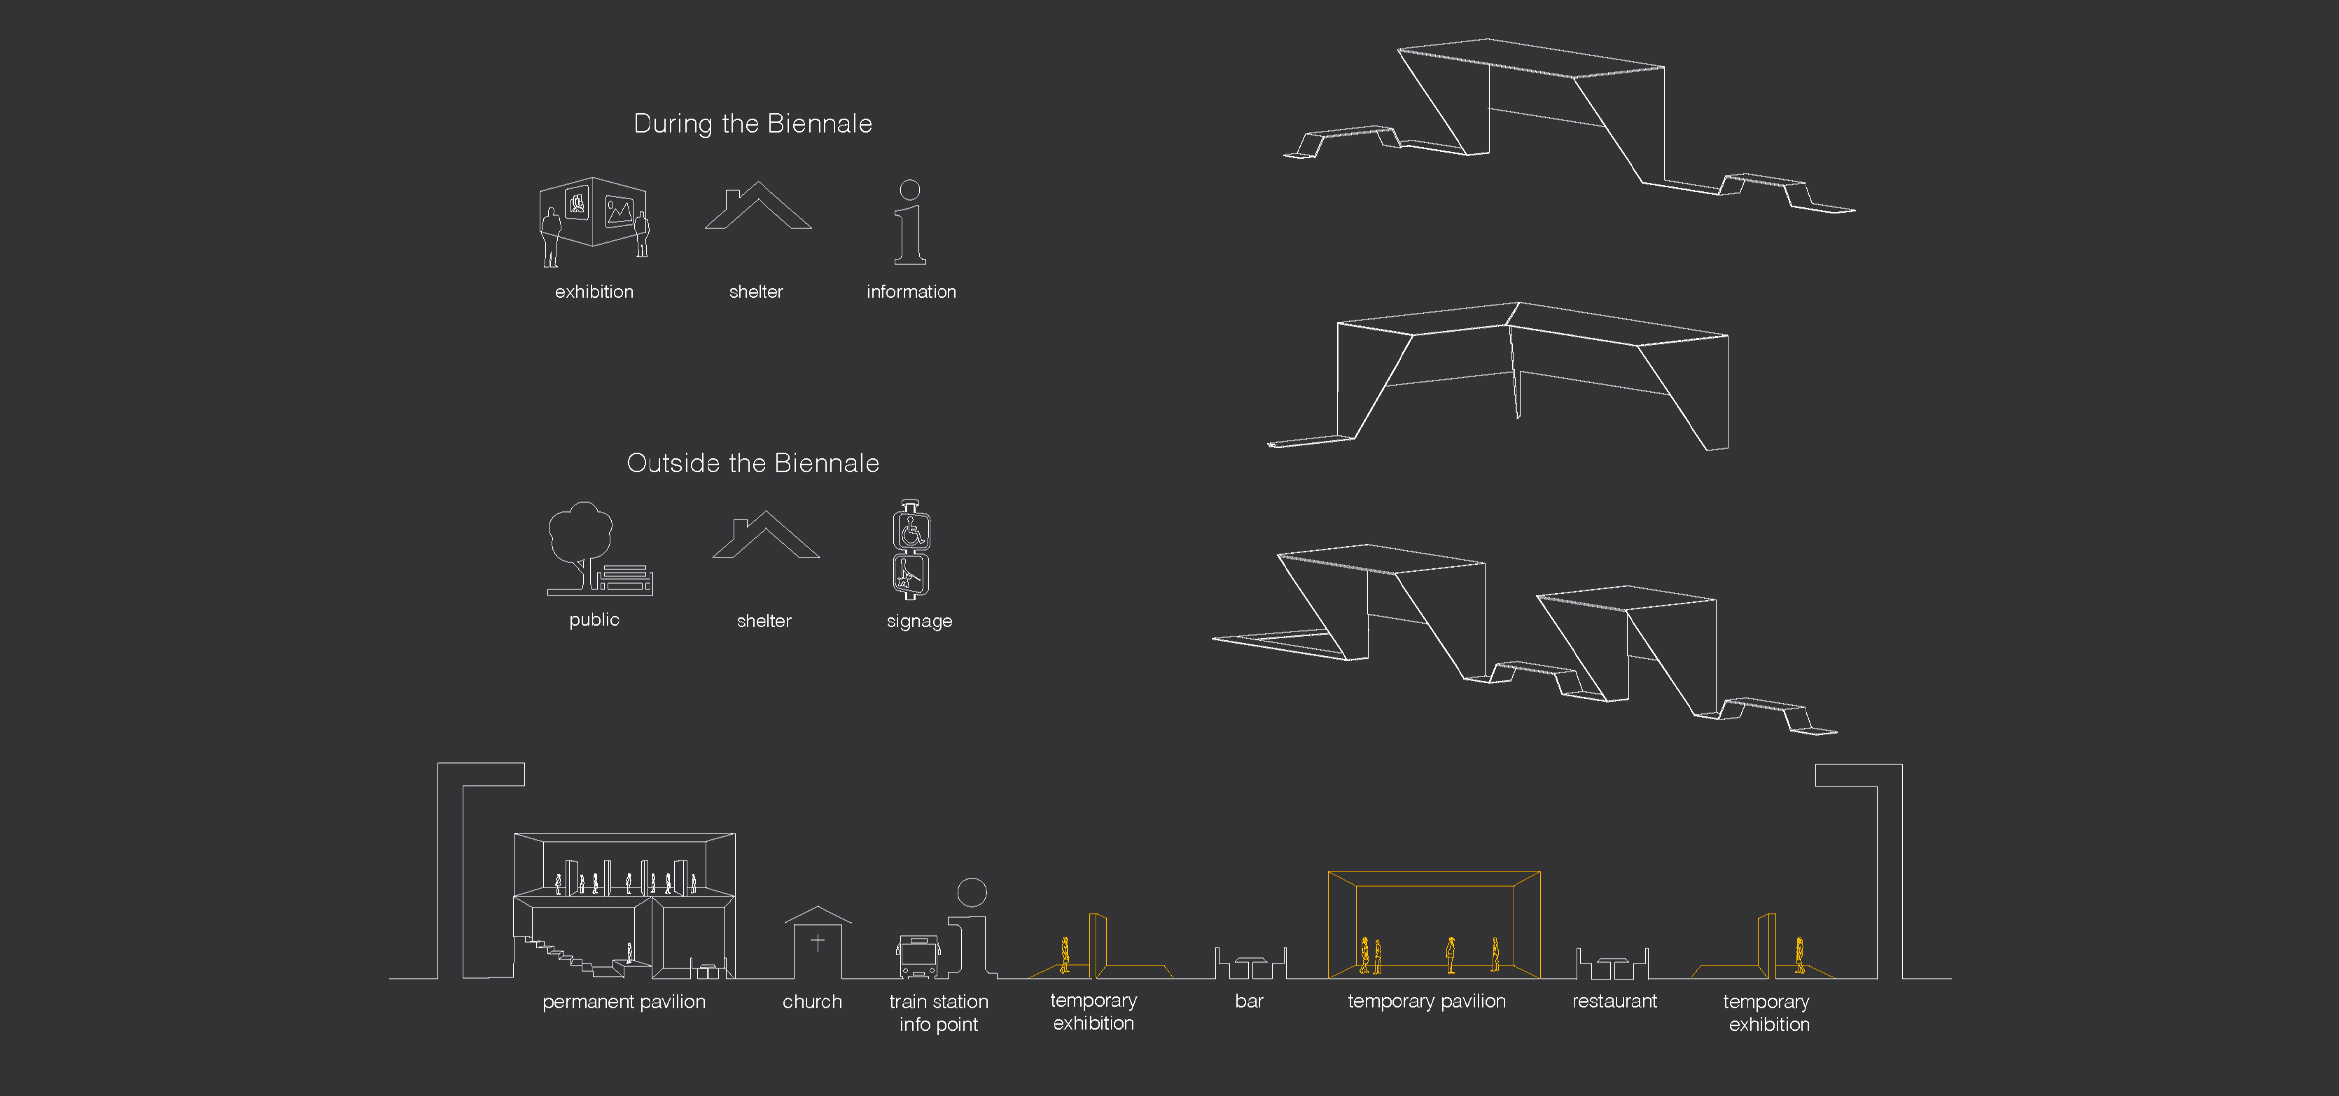 During the Biennale
exhibition
shelter
information
Outside the Biennale
public
shelter
signage
permanent pavilion
church
train station
info point
temporary
exhibition
bar
temporary pavilion
restaurant
temporary
exhibition